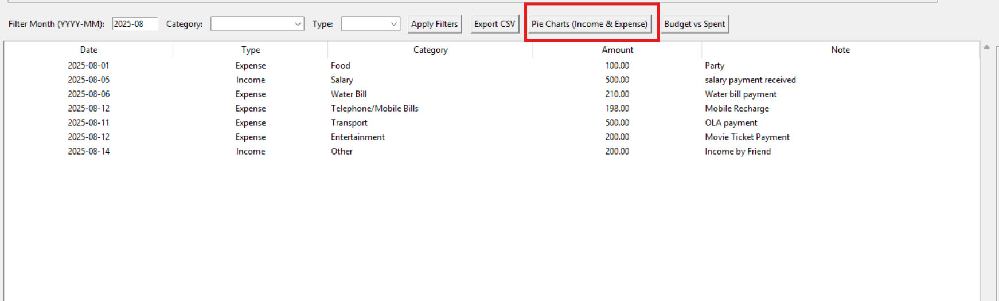 Filter Month (YYYY-MM): 2025-08 Category: Type: Apply Filters Export CSV Pie Charts (Income & Expense) Budget vs Spent
Date Type Category Amount Note
2025-08-01 Expense Food 100.00 Party
2025-08-05 Income Salary 500.00 salary payment received
2025-08-06 Expense Water Bill 210.00 Water bill payment
2025-08-12 Expense Telephone/Mobile Bills 198.00 Mobile Recharge
2025-08-11 Expense Transport 500.00 OLA payment
2025-08-12 Expense Entertainment 200.00 Movie Ticket Payment
2025-08-14 Income Other 200.00 Income by Friend